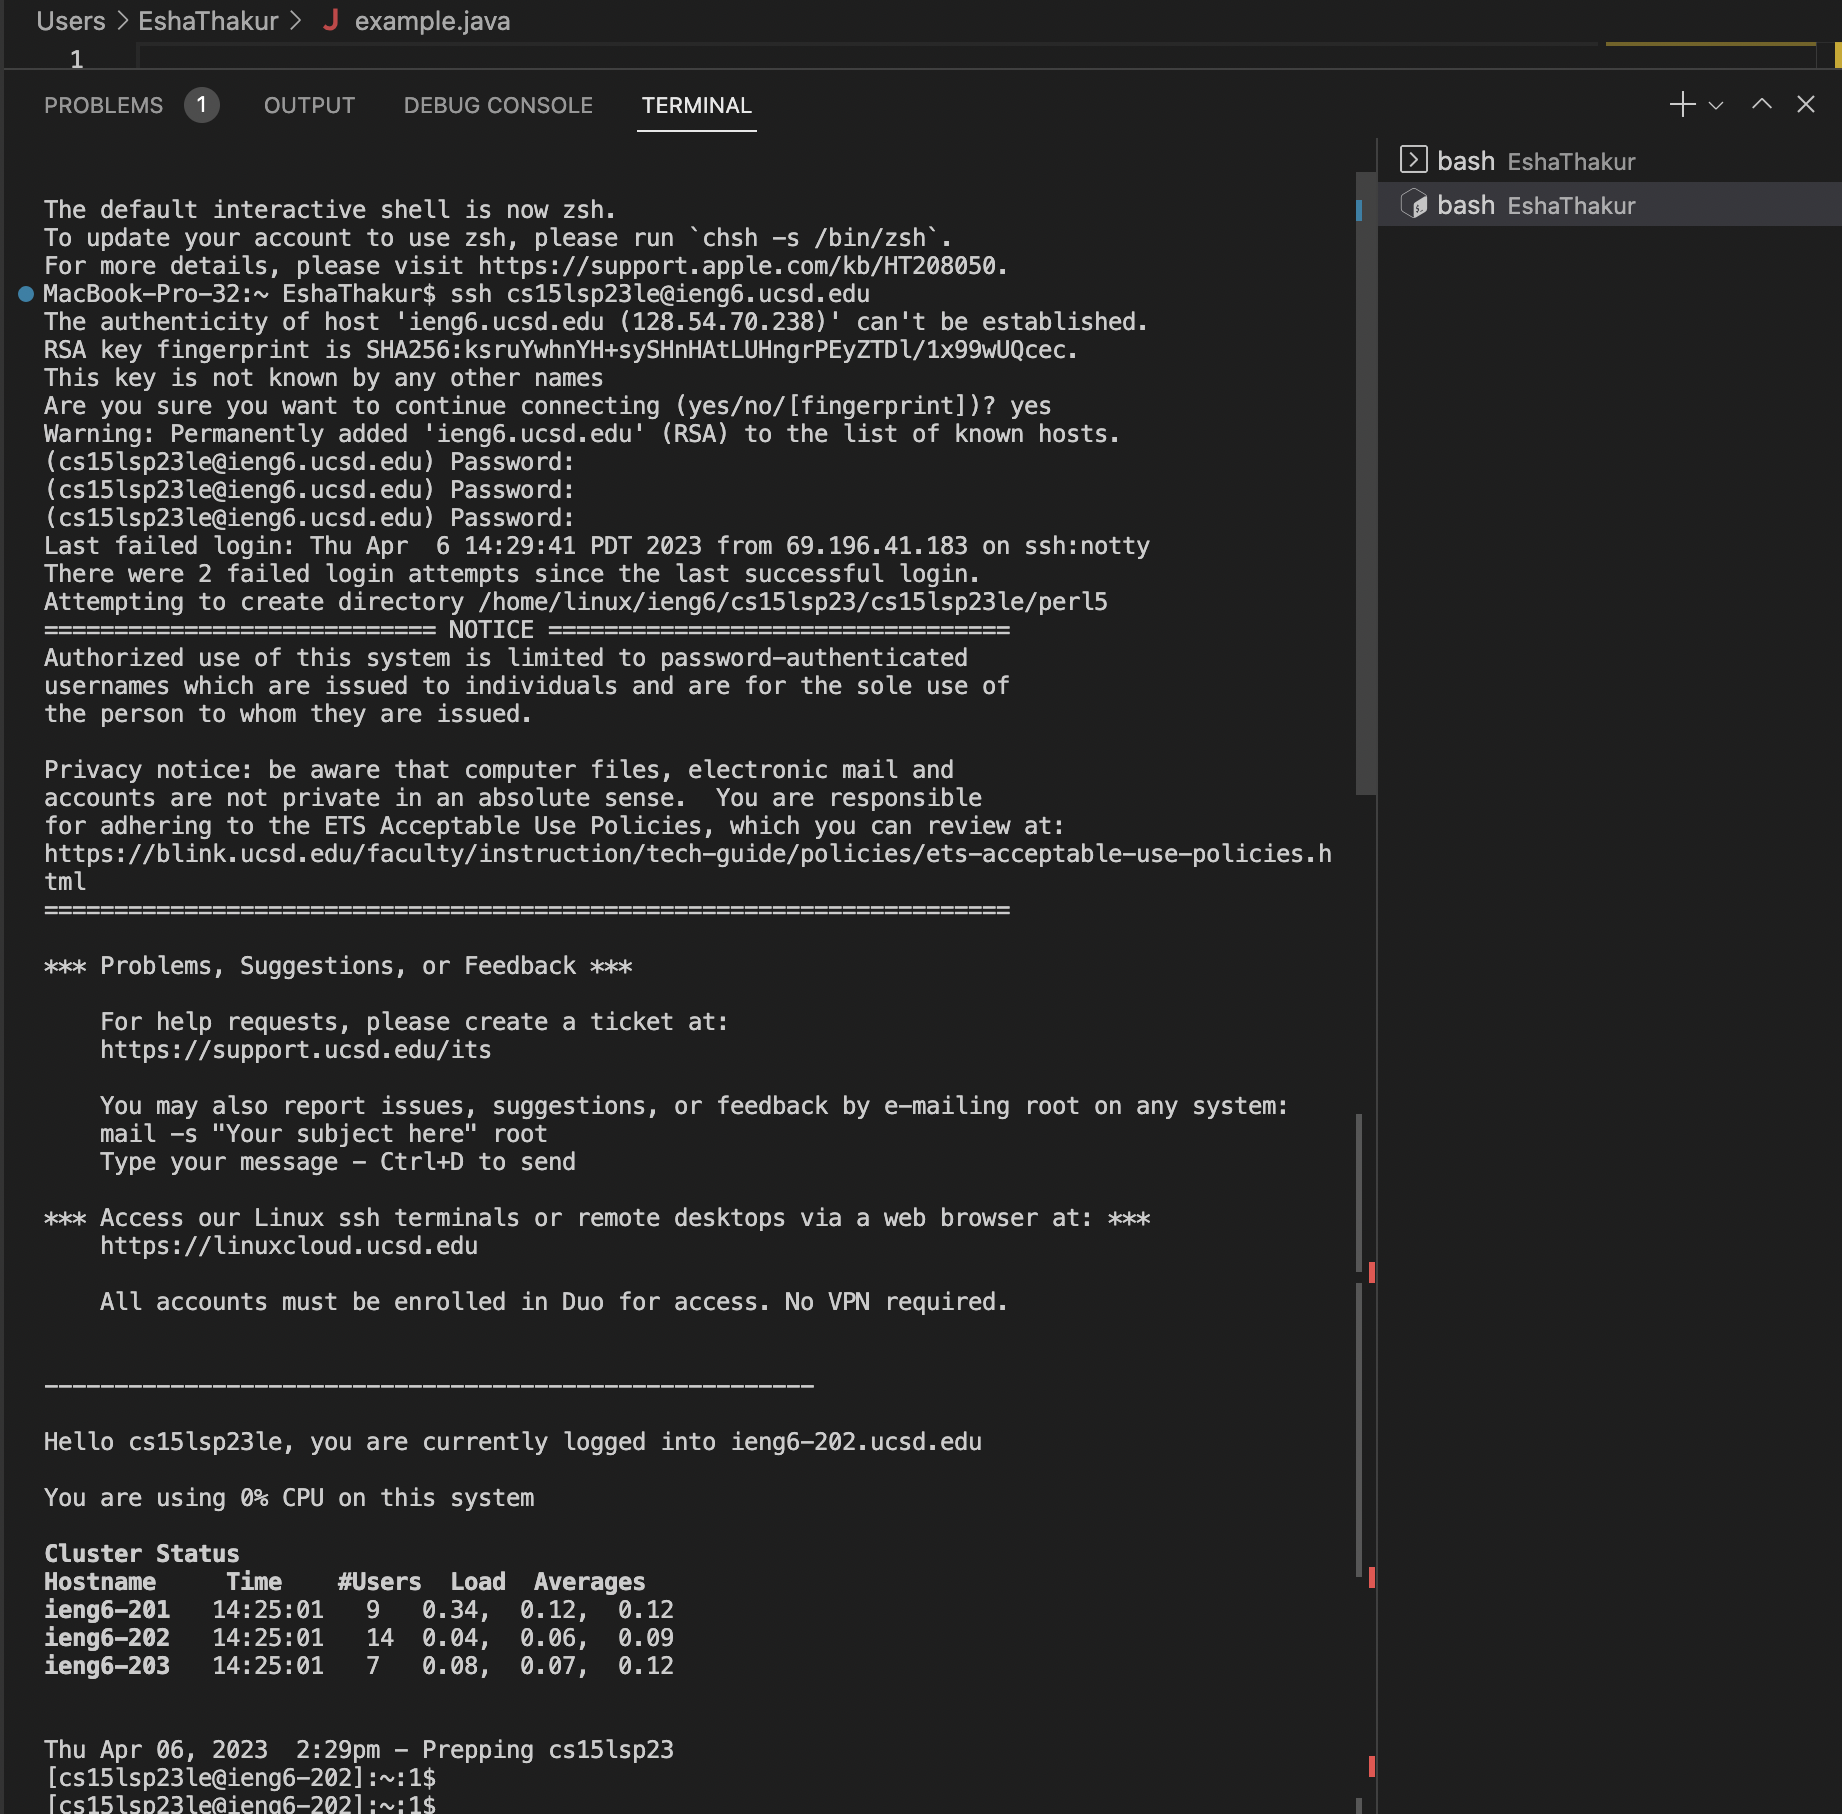 Users > EshaThakur > J example.java
1
PROBLEMS 1 OUTPUT DEBUG CONSOLE TERMINAL
bash EshaThakur
bash EshaThakur
The default interactive shell is now zsh.
To update your account to use zsh, please run `chsh -s /bin/zsh`.
For more details, please visit https://support.apple.com/kb/HT208050.
MacBook-Pro-32:~ EshaThakur$ ssh cs15lsp23le@ieng6.ucsd.edu
The authenticity of host 'ieng6.ucsd.edu (128.54.70.238)' can't be established.
RSA key fingerprint is SHA256:ksruYwhnYH+sySHnHAtLUHngrPEyZTDl/1x99wUQcec.
This key is not known by any other names
Are you sure you want to continue connecting (yes/no/[fingerprint])? yes
Warning: Permanently added 'ieng6.ucsd.edu' (RSA) to the list of known hosts.
(cs15lsp23le@ieng6.ucsd.edu) Password:
(cs15lsp23le@ieng6.ucsd.edu) Password:
(cs15lsp23le@ieng6.ucsd.edu) Password:
Last failed login: Thu Apr  6 14:29:41 PDT 2023 from 69.196.41.183 on ssh:notty
There were 2 failed login attempts since the last successful login.
Attempting to create directory /home/linux/ieng6/cs15lsp23/cs15lsp23le/perl5
============================ NOTICE =================================
Authorized use of this system is limited to password-authenticated
usernames which are issued to individuals and are for the sole use of
the person to whom they are issued.
Privacy notice: be aware that computer files, electronic mail and
accounts are not private in an absolute sense.  You are responsible
for adhering to the ETS Acceptable Use Policies, which you can review at:
https://blink.ucsd.edu/faculty/instruction/tech-guide/policies/ets-acceptable-use-policies.h
tml
=====================================================================
*** Problems, Suggestions, or Feedback ***
For help requests, please create a ticket at:
https://support.ucsd.edu/its
You may also report issues, suggestions, or feedback by e-mailing root on any system:
mail -s "Your subject here" root
Type your message - Ctrl+D to send
*** Access our Linux ssh terminals or remote desktops via a web browser at: ***
https://linuxcloud.ucsd.edu
All accounts must be enrolled in Duo for access. No VPN required.
-------------------------------------------------------
Hello cs15lsp23le, you are currently logged into ieng6-202.ucsd.edu
You are using 0% CPU on this system
Cluster Status
Hostname     Time    #Users  Load  Averages
ieng6-201   14:25:01   9   0.34,  0.12,  0.12
ieng6-202   14:25:01   14  0.04,  0.06,  0.09
ieng6-203   14:25:01   7   0.08,  0.07,  0.12
Thu Apr 06, 2023  2:29pm - Prepping cs15lsp23
[cs15lsp23le@ieng6-202]:~:1$
[cs15lsp23le@ieng6-202]:~:1$